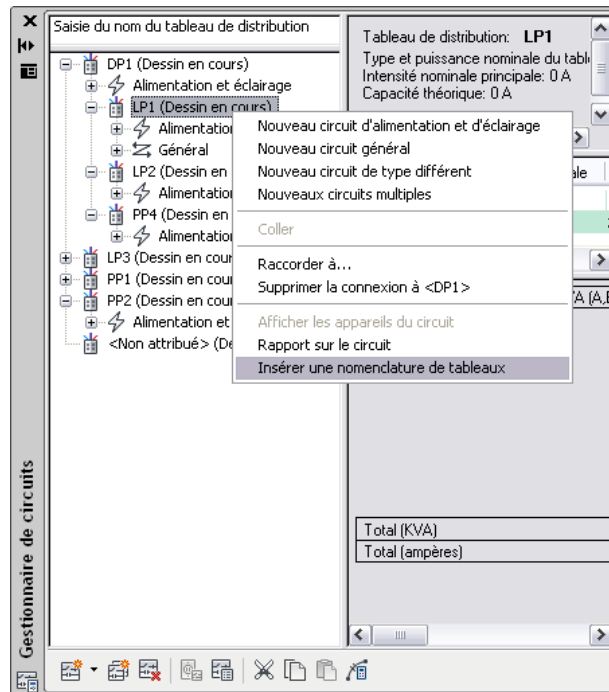 Saisie du nom du tableau de distribution
DP1 (Dessin en cours)
Alimentation et éclairage
LP1 (Dessin en cours)
Alimentation
Général
LP2 (Dessin en
Alimentation
PP4 (Dessin en
Alimentation
LP3 (Dessin en cour
PP1 (Dessin en cour
PP2 (Dessin en cour
Alimentation et
<Non attribué> (De
Nouveau circuit d'alimentation et d'éclairage
Nouveau circuit général
Nouveau circuit de type différent
Nouveaux circuits multiples
Coller
Raccorder à...
Supprimer la connexion à <DP1>
Afficher les appareils du circuit
Rapport sur le circuit
Insérer une nomenclature de tableaux
Tableau de distribution: LP1
Type et puissance nominale du tabl
Intensité nominale principale: 0 A
Capacité théorique: 0 A
ale
A (A,B
Total (KVA)
Total (ampères)
Gestionnaire de circuits